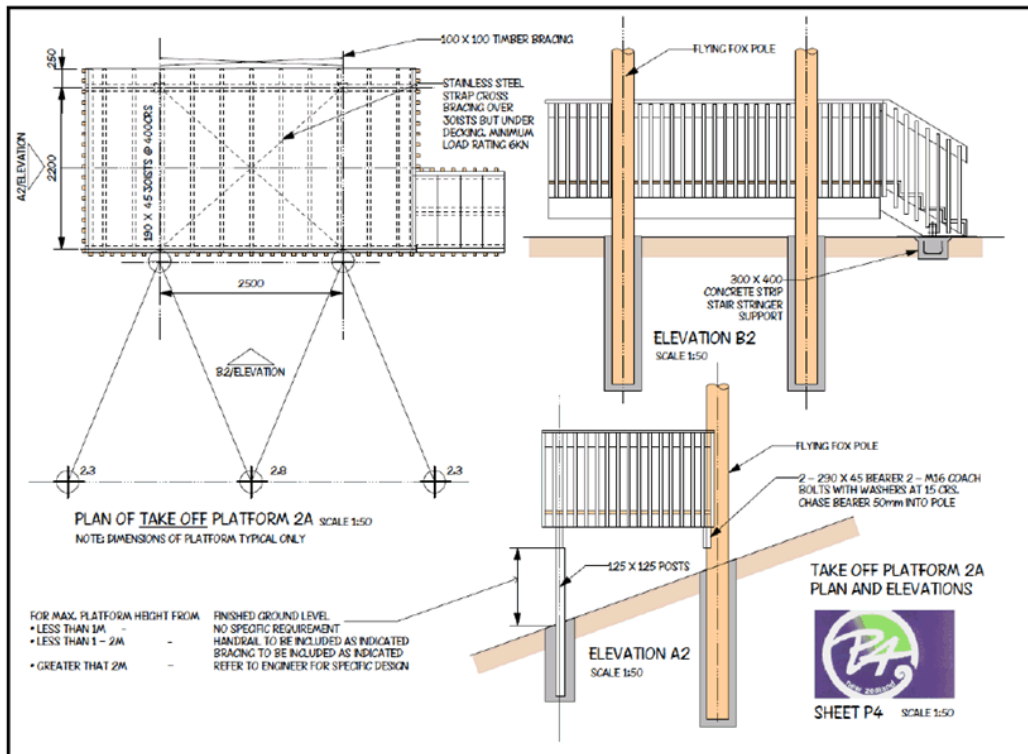 100 X 100 TIMBER BRACING
STAINLESS STEEL
STRAP CROSS
BRACING OVER
JOISTS BUT UNDER
DECKING. MINIMUM
LOAD RATING 6KN
250
2200
A2/ELEVATION
190 X 45 JOISTS @ 400CRS
2500
B2/ELEVATION
2.3
2.8
2.3
PLAN OF TAKE OFF PLATFORM 2A SCALE 1:50
NOTE: DIMENSIONS OF PLATFORM TYPICAL ONLY
FLYING FOX POLE
300 X 400
CONCRETE STRIP
STAIR STRINGER
SUPPORT
ELEVATION B2
SCALE 1:50
FLYING FOX POLE
2 - 290 X 45 BEARER 2 - M16 COACH
BOLTS WITH WASHERS AT 15 CRS.
CHASE BEARER 50mm INTO POLE
125 X 125 POSTS
ELEVATION A2
SCALE 1:50
FOR MAX. PLATFORM HEIGHT FROM FINISHED GROUND LEVEL
• LESS THAN 1M - NO SPECIFIC REQUIREMENT
• LESS THAN 1 - 2M - HANDRAIL TO BE INCLUDED AS INDICATED
BRACING TO BE INCLUDED AS INDICATED
• GREATER THAT 2M - REFER TO ENGINEER FOR SPECIFIC DESIGN
TAKE OFF PLATFORM 2A
PLAN AND ELEVATIONS
P4
new zealand
SHEET P4 SCALE 1:50